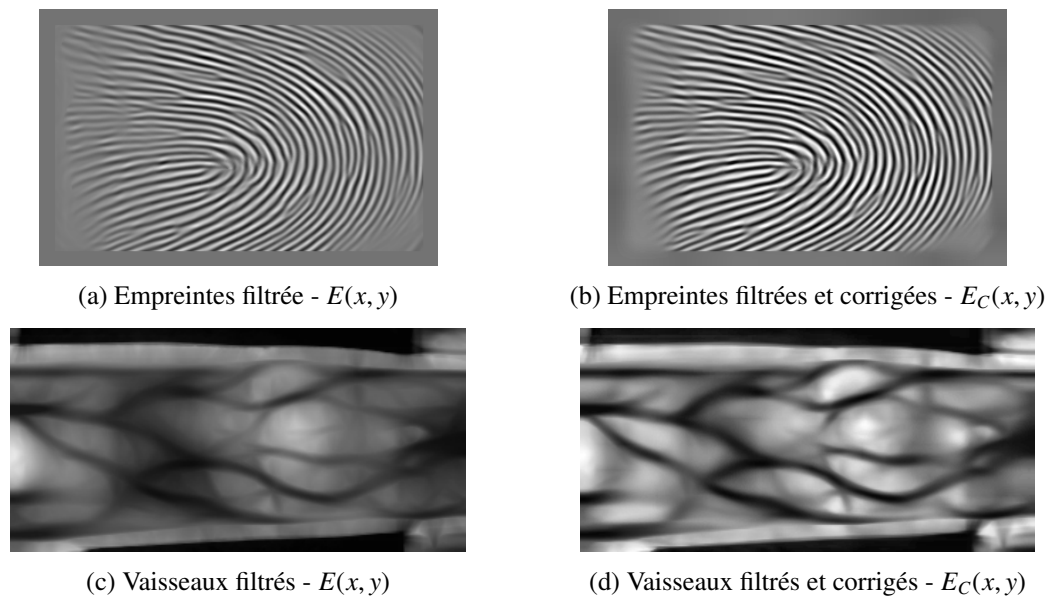 (a) Empreintes filtrée - E(x, y)
(b) Empreintes filtrées et corrigées - E_C(x, y)
(c) Vaisseaux filtrés - E(x, y)
(d) Vaisseaux filtrés et corrigés - E_C(x, y)